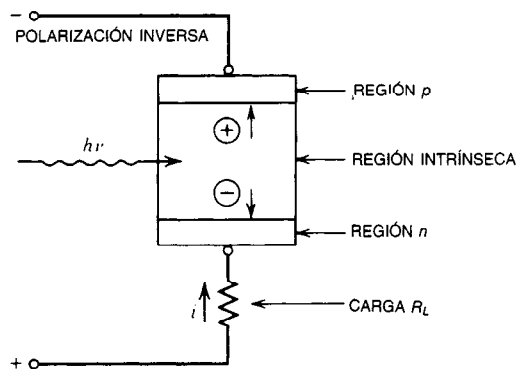 −
POLARIZACIÓN INVERSA
REGIÓN p
+
hν
REGIÓN INTRÍNSECA
−
REGIÓN n
i
CARGA R_L
+